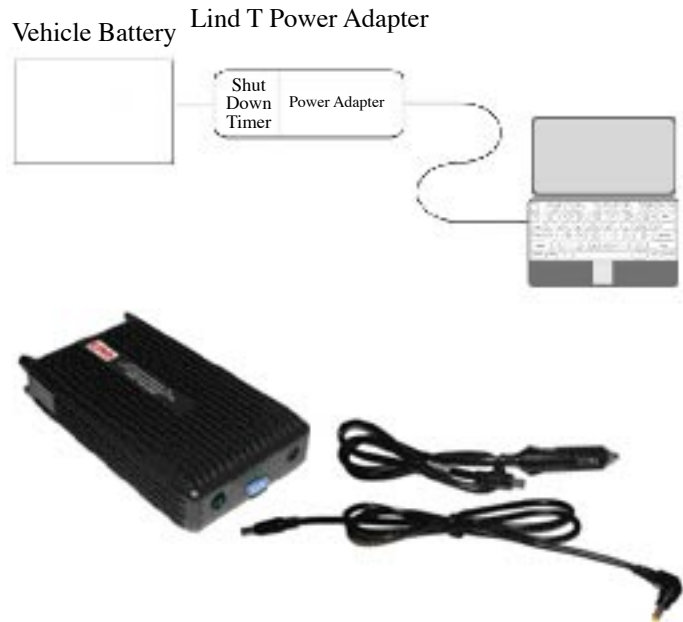 Lind T Power Adapter
Vehicle Battery
Shut
Down
Timer
Power Adapter